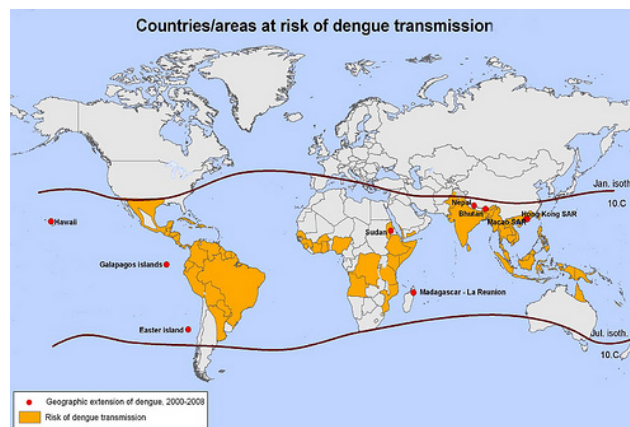 Countries/areas at risk of dengue transmission
Jan. isoth.
10.C
Nepal
Hawaii
Bhutan
Hong Kong SAR
Macao SAR
Sudan
Galapagos islands
Madagascar - La Reunion
Easter island
Jul. isoth.
10.C
Geographic extension of dengue, 2000-2008
Risk of dengue transmission